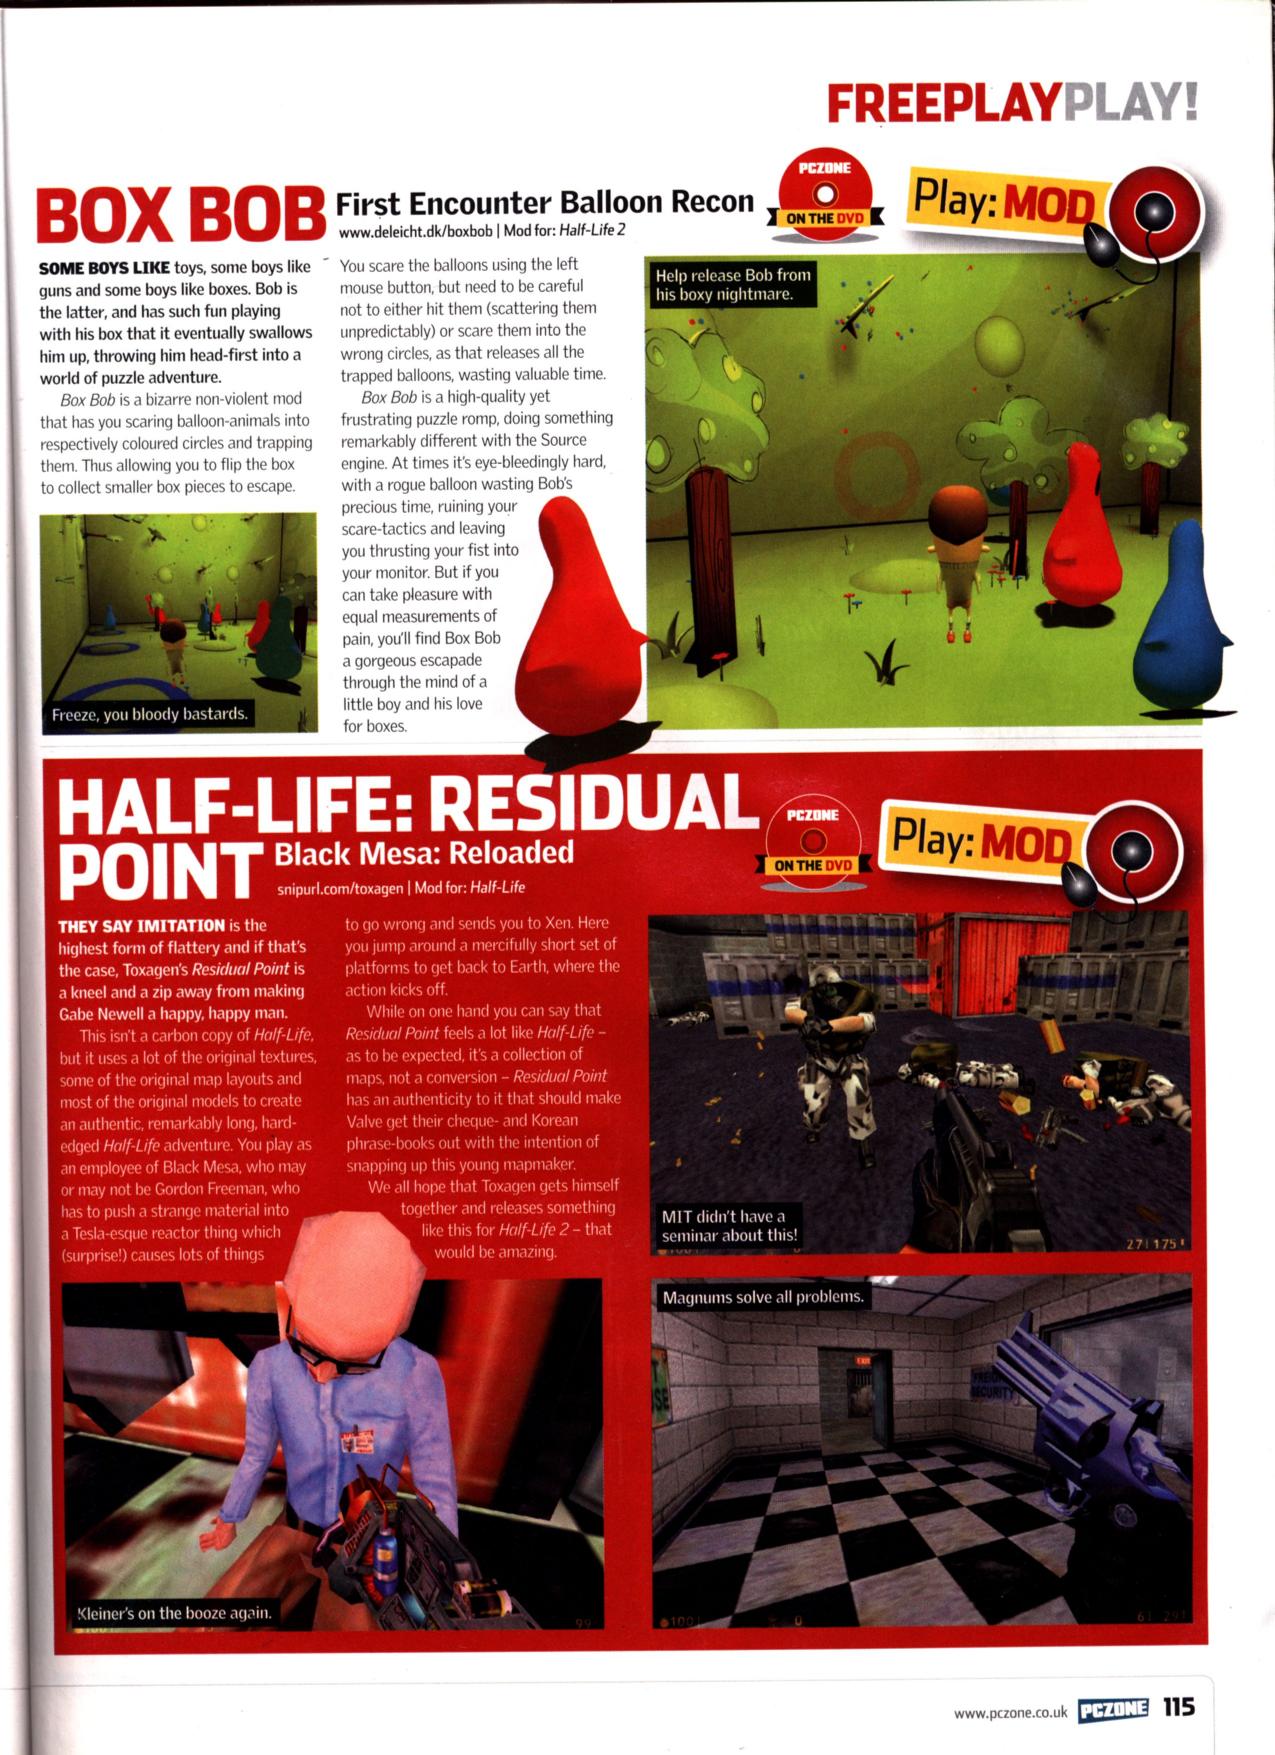 FREEPLAYPLAY!
BOX BOB
First Encounter Balloon Recon
www.deleicht.dk/boxbob | Mod for: Half-Life 2
PCZONE
ON THE DVD
Play: MOD
SOME BOYS LIKE toys, some boys like
guns and some boys like boxes. Bob is
the latter, and has such fun playing
with his box that it eventually swallows
him up, throwing him head-first into a
world of puzzle adventure.
Box Bob is a bizarre non-violent mod
that has you scaring balloon-animals into
respectively coloured circles and trapping
them. Thus allowing you to flip the box
to collect smaller box pieces to escape.
Freeze, you bloody bastards.
You scare the balloons using the left
mouse button, but need to be careful
not to either hit them (scattering them
unpredictably) or scare them into the
wrong circles, as that releases all the
trapped balloons, wasting valuable time.
Box Bob is a high-quality yet
frustrating puzzle romp, doing something
remarkably different with the Source
engine. At times it's eye-bleedingly hard,
with a rogue balloon wasting Bob's
precious time, ruining your
scare-tactics and leaving
you thrusting your fist into
your monitor. But if you
can take pleasure with
equal measurements of
pain, you'll find Box Bob
a gorgeous escapade
through the mind of a
little boy and his love
for boxes.
Help release Bob from
his boxy nightmare.
HALF-LIFE: RESIDUAL
POINT
Black Mesa: Reloaded
snipurl.com/toxagen | Mod for: Half-Life
PCZONE
ON THE DVD
Play: MOD
THEY SAY IMITATION is the
highest form of flattery and if that's
the case, Toxagen's Residual Point is
a kneel and a zip away from making
Gabe Newell a happy, happy man.
This isn't a carbon copy of Half-Life,
but it uses a lot of the original textures,
some of the original map layouts and
most of the original models to create
an authentic, remarkably long, hard-
edged Half-Life adventure. You play as
an employee of Black Mesa, who may
or may not be Gordon Freeman, who
has to push a strange material into
a Tesla-esque reactor thing which
(surprise!) causes lots of things
to go wrong and sends you to Xen. Here
you jump around a mercifully short set of
platforms to get back to Earth, where the
action kicks off.
While on one hand you can say that
Residual Point feels a lot like Half-Life –
as to be expected, it's a collection of
maps, not a conversion – Residual Point
has an authenticity to it that should make
Valve get their cheque- and Korean
phrase-books out with the intention of
snapping up this young mapmaker.
We all hope that Toxagen gets himself
together and releases something
like this for Half-Life 2 – that
would be amazing.
MIT didn't have a
seminar about this!
27 | 175
Magnums solve all problems.
EXIT
SECURITY
100
0
6 | 29
Kleiner's on the booze again.
99
www.pczone.co.uk PCZONE 115